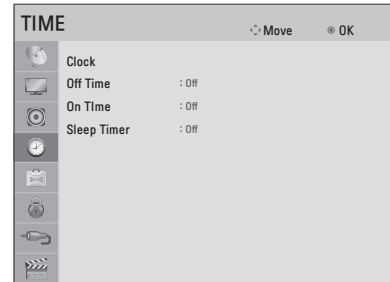 TIME
Move OK
Clock
Off Time : Off
On TIme : Off
Sleep Timer : Off